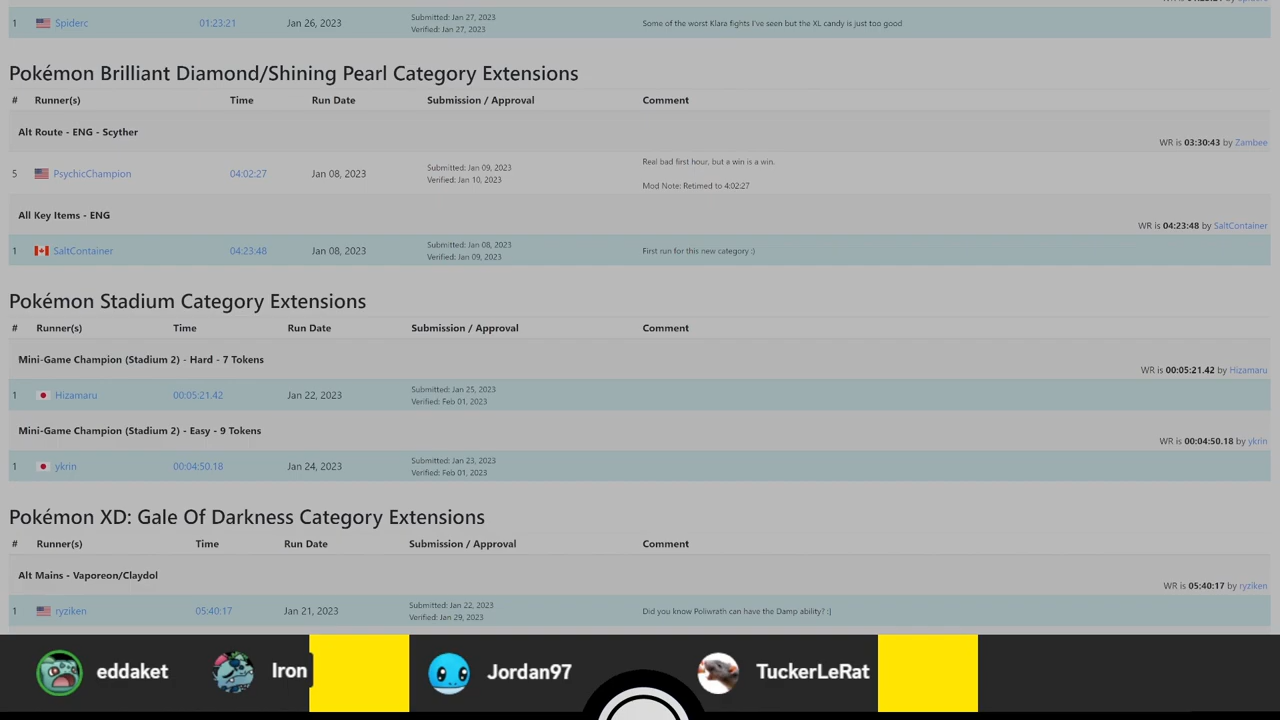 1 Spiderc 01:23:21 Jan 26, 2023 Submitted: Jan 27, 2023 Some of the worst Klara fights I've seen but the XL candy is just too good
Verified: Jan 27, 2023
Pokémon Brilliant Diamond/Shining Pearl Category Extensions
# Runner(s) Time Run Date Submission / Approval Comment
Alt Route - ENG - Scyther
WR is 03:30:43 by Zambee
5 PsychicChampion 04:02:27 Jan 08, 2023 Submitted: Jan 09, 2023 Real bad first hour, but a win is a win.
Verified: Jan 10, 2023 Mod Note: Retimed to 4:02:27
All Key Items - ENG
WR is 04:23:48 by SaltContainer
1 SaltContainer 04:23:48 Jan 08, 2023 Submitted: Jan 08, 2023 First run for this new category :)
Verified: Jan 09, 2023
Pokémon Stadium Category Extensions
# Runner(s) Time Run Date Submission / Approval Comment
Mini-Game Champion (Stadium 2) - Hard - 7 Tokens
WR is 00:05:21.42 by Hizamaru
1 Hizamaru 00:05:21.42 Jan 22, 2023 Submitted: Jan 25, 2023
Verified: Feb 01, 2023
Mini-Game Champion (Stadium 2) - Easy - 9 Tokens
WR is 00:04:50.18 by ykrin
1 ykrin 00:04:50.18 Jan 24, 2023 Submitted: Jan 23, 2023
Verified: Feb 01, 2023
Pokémon XD: Gale Of Darkness Category Extensions
# Runner(s) Time Run Date Submission / Approval Comment
Alt Mains - Vaporeon/Claydol
WR is 05:40:17 by ryziken
1 ryziken 05:40:17 Jan 21, 2023 Submitted: Jan 22, 2023 Did you know Poliwrath can have the Damp ability? :)
Verified: Jan 29, 2023
eddaket Iron Jordan97 TuckerLeRat